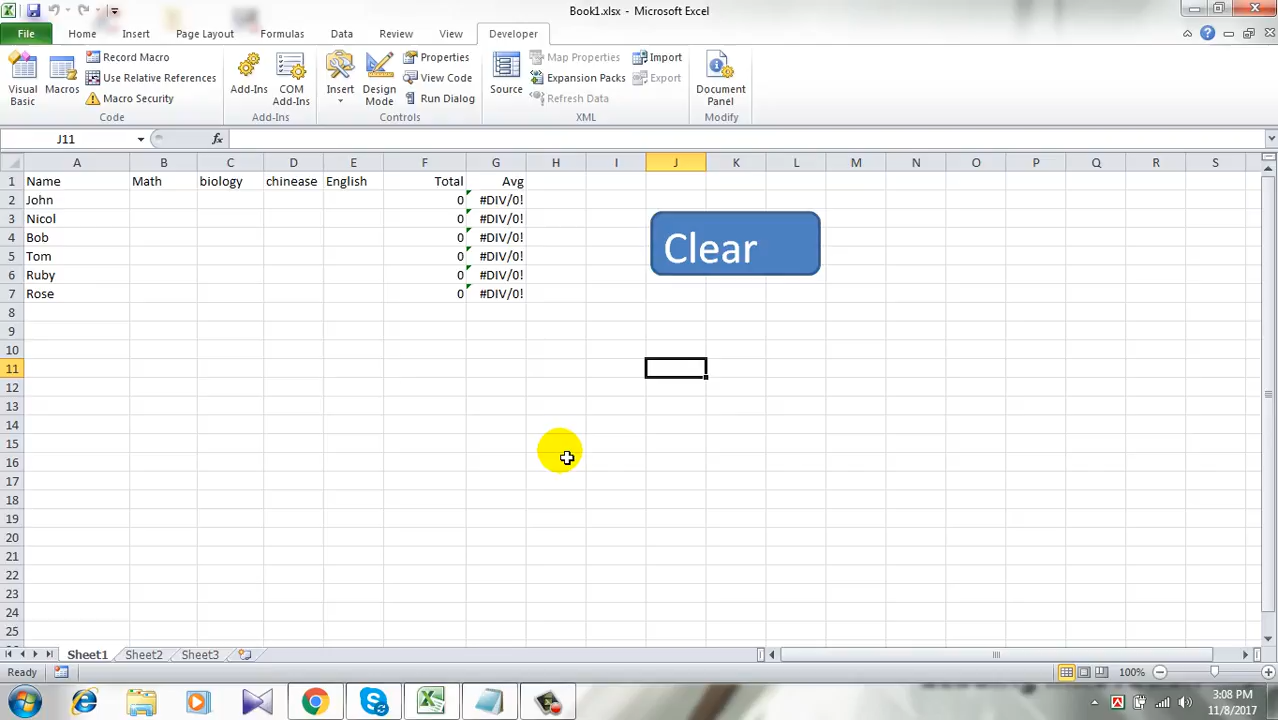 Book1.xlsx - Microsoft Excel
File Home Insert Page Layout Formulas Data Review View Developer
Visual Basic
Macros
Record Macro
Use Relative References
Macro Security
Code
Add-Ins
COM Add-Ins
Add-Ins
Insert
Design Mode
Properties
View Code
Run Dialog
Controls
Source
Map Properties
Expansion Packs
Refresh Data
Import
Export
XML
Document Panel
Modify
J11 fx
A B C D E F G H I J K L M N O P Q R S
1 Name Math biology chinease English Total Avg
2 John 0 #DIV/0!
3 Nicol 0 #DIV/0!
4 Bob 0 #DIV/0!
5 Tom 0 #DIV/0!
6 Ruby 0 #DIV/0!
7 Rose 0 #DIV/0!
Clear
8
9
10
11
12
13
14
15
16
17
18
19
20
21
22
23
24
25
Sheet1 Sheet2 Sheet3
Ready 100%
3:08 PM
11/8/2017